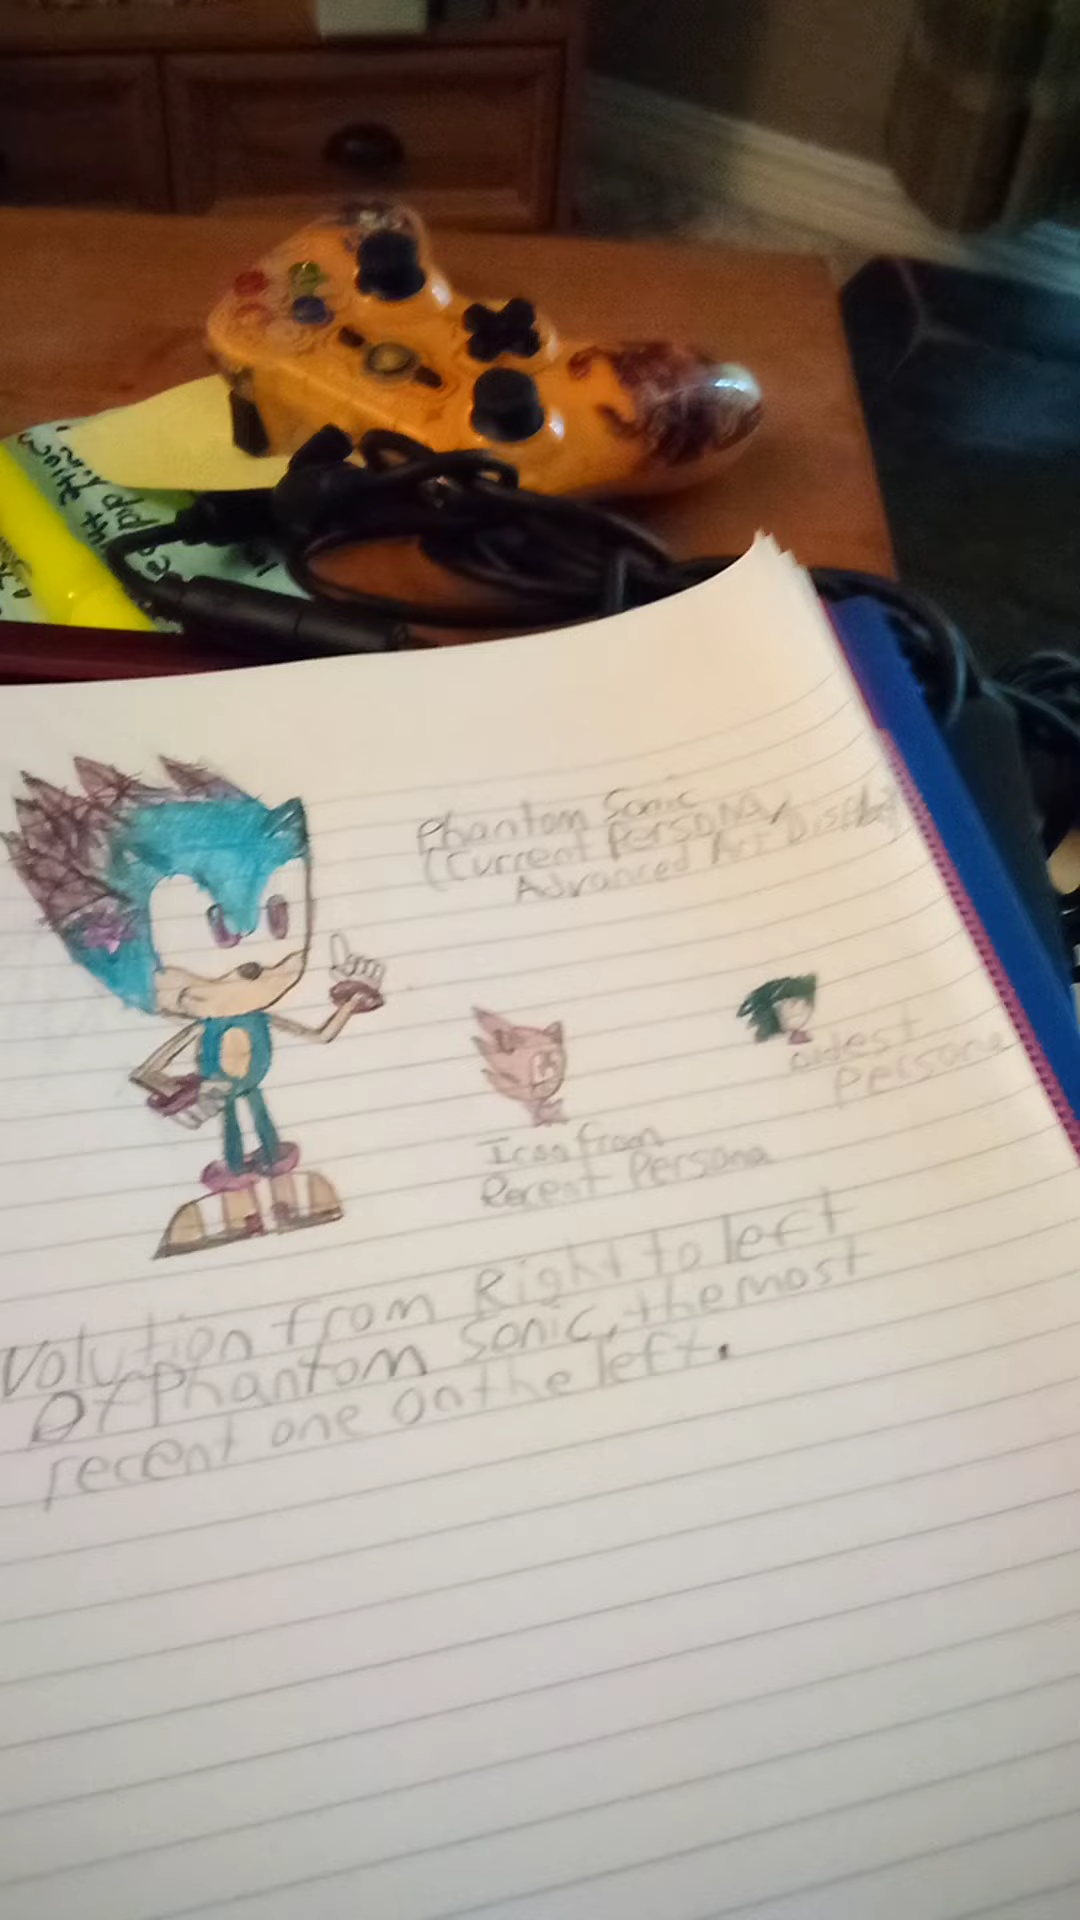 Phantom Sonic
(Current Persona/
Advanced Art Display)
oldest
Persona
Icon from
Recent Persona
Volution from Right to left
Of Phantom Sonic, the most
recent one on the left.